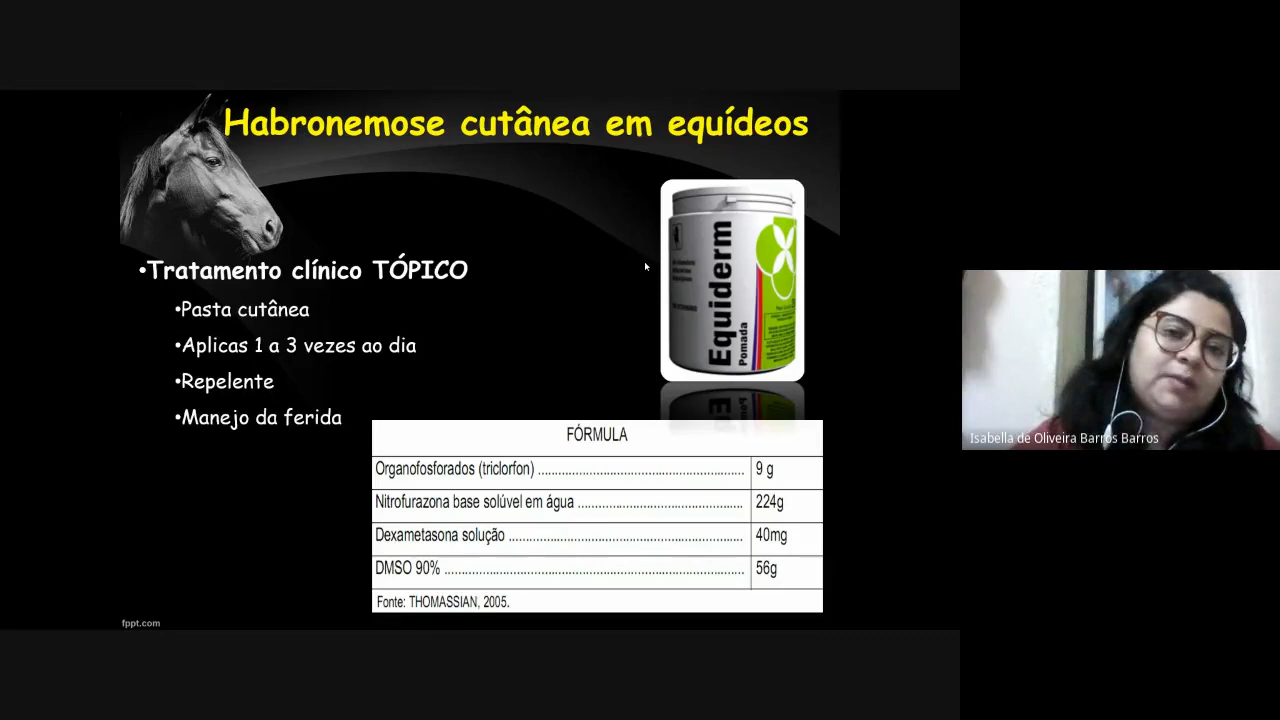 Habronemose cutânea em equídeos
•Tratamento clínico TÓPICO
•Pasta cutânea
•Aplicas 1 a 3 vezes ao dia
•Repelente
•Manejo da ferida
Equiderm
Pomada
FÓRMULA
Organofosforados (triclorfon) ............................................................ 9 g
Nitrofurazona base solúvel em água ................................................ 224g
Dexametasona solução .................................................................... 40mg
DMSO 90% ..................................................................................... 56g
Fonte: THOMASSIAN, 2005.
fppt.com
Isabella de Oliveira Barros Barros